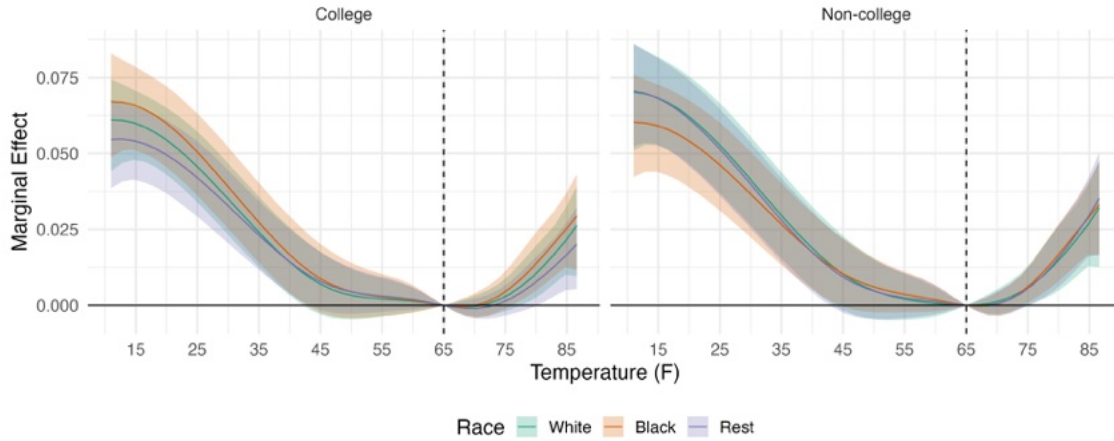 College
Non-college
Marginal Effect
0.075
0.050
0.025
0.000
15 25 35 45 55 65 75 85
15 25 35 45 55 65 75 85
Temperature (F)
Race White Black Rest